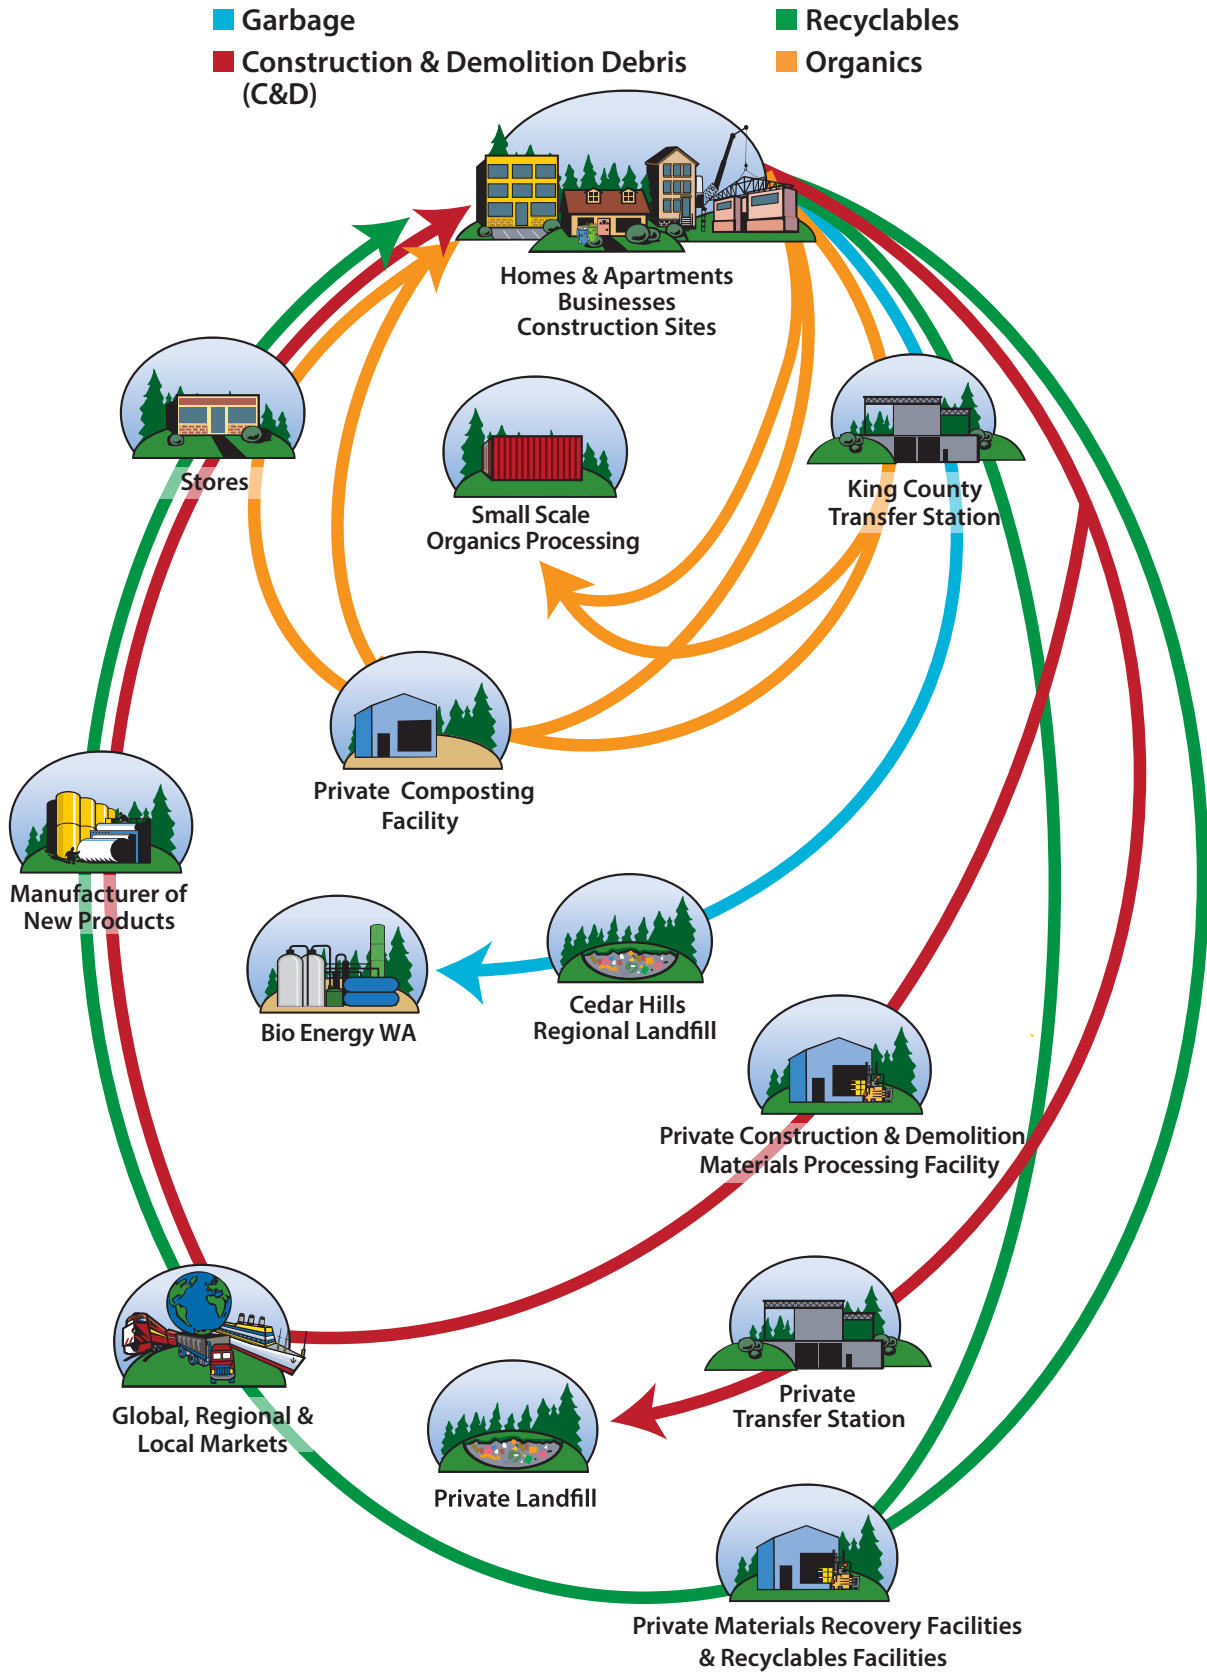 Garbage
Construction & Demolition Debris
(C&D)
Recyclables
Organics
Homes & Apartments
Businesses
Construction Sites
Stores
Small Scale
Organics Processing
King County
Transfer Station
Private Composting
Facility
Manufacturer of
New Products
Bio Energy WA
Cedar Hills
Regional Landfill
Private Construction & Demolition
Materials Processing Facility
Global, Regional &
Local Markets
Private
Transfer Station
Private Landfill
Private Materials Recovery Facilities
& Recyclables Facilities